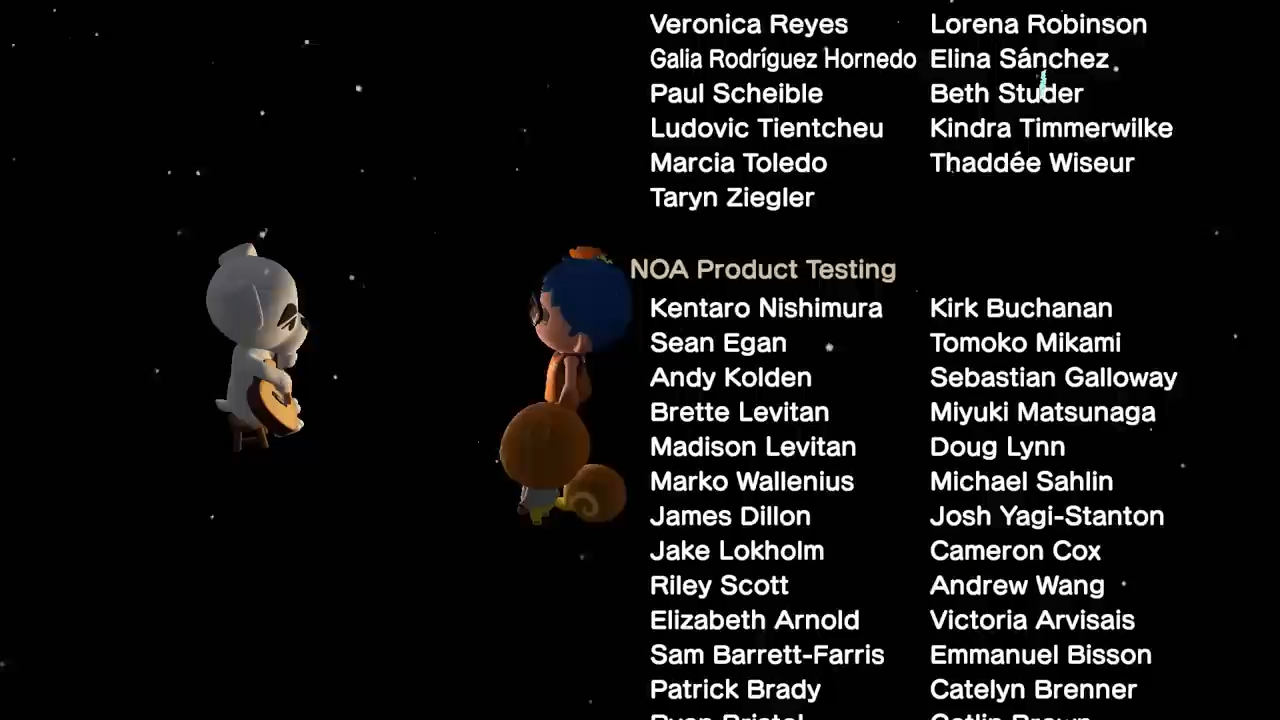 Veronica Reyes Lorena Robinson
Galia Rodríguez Hornedo Elina Sánchez
Paul Scheible Beth Studer
Ludovic Tientcheu Kindra Timmerwilke
Marcia Toledo Thaddée Wiseur
Taryn Ziegler
NOA Product Testing
Kentaro Nishimura Kirk Buchanan
Sean Egan Tomoko Mikami
Andy Kolden Sebastian Galloway
Brette Levitan Miyuki Matsunaga
Madison Levitan Doug Lynn
Marko Wallenius Michael Sahlin
James Dillon Josh Yagi-Stanton
Jake Lokholm Cameron Cox
Riley Scott Andrew Wang
Elizabeth Arnold Victoria Arvisais
Sam Barrett-Farris Emmanuel Bisson
Patrick Brady Catelyn Brenner